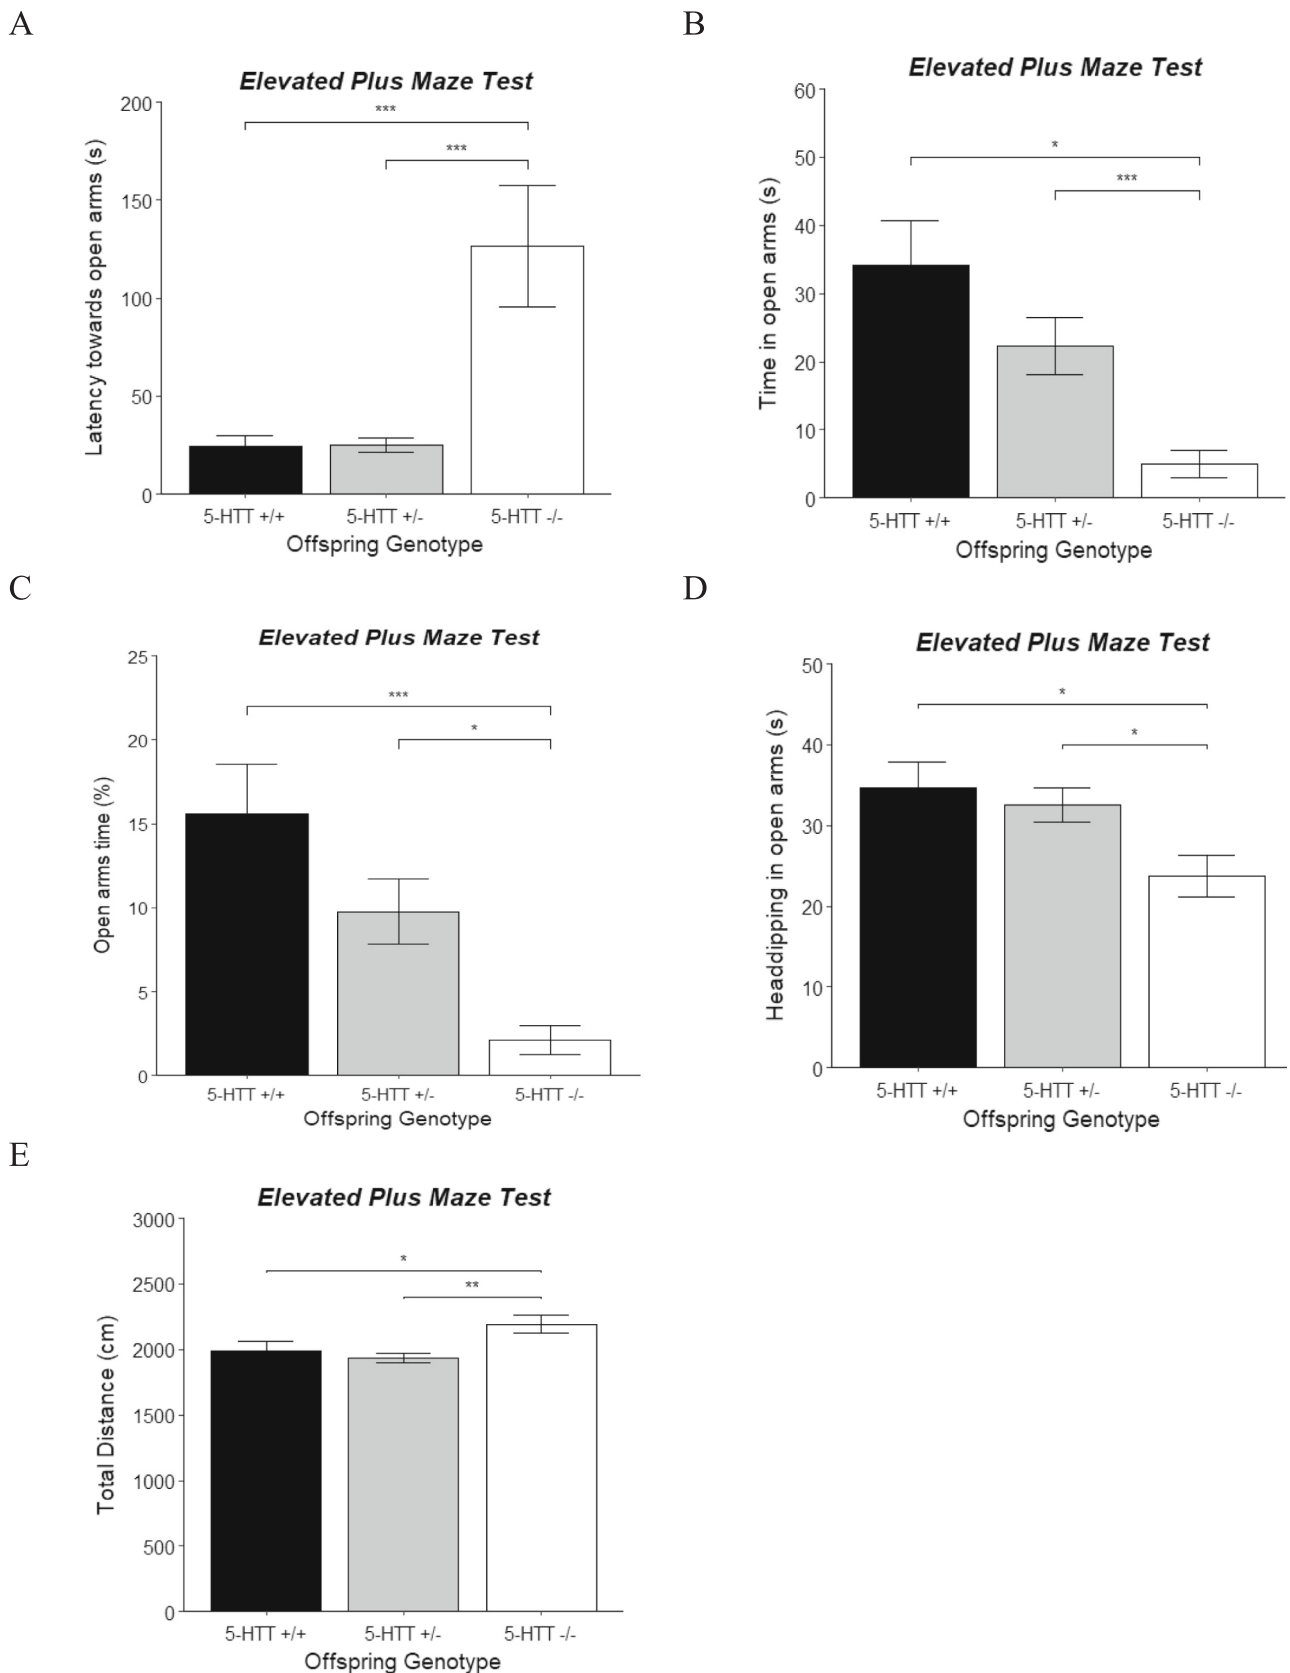 A
Elevated Plus Maze Test
Latency towards open arms (s)
200
150
100
50
0
***
***
5-HTT +/+ 5-HTT +/- 5-HTT -/-
Offspring Genotype
B
Elevated Plus Maze Test
Time in open arms (s)
60
50
40
30
20
10
0
*
***
5-HTT +/+ 5-HTT +/- 5-HTT -/-
Offspring Genotype
C
Elevated Plus Maze Test
Open arms time (%)
25
20
15
10
5
0
***
*
5-HTT +/+ 5-HTT +/- 5-HTT -/-
Offspring Genotype
D
Elevated Plus Maze Test
Headdipping in open arms (s)
50
40
30
20
10
0
*
*
5-HTT +/+ 5-HTT +/- 5-HTT -/-
Offspring Genotype
E
Elevated Plus Maze Test
Total Distance (cm)
3000
2500
2000
1500
1000
500
0
*
**
5-HTT +/+ 5-HTT +/- 5-HTT -/-
Offspring Genotype